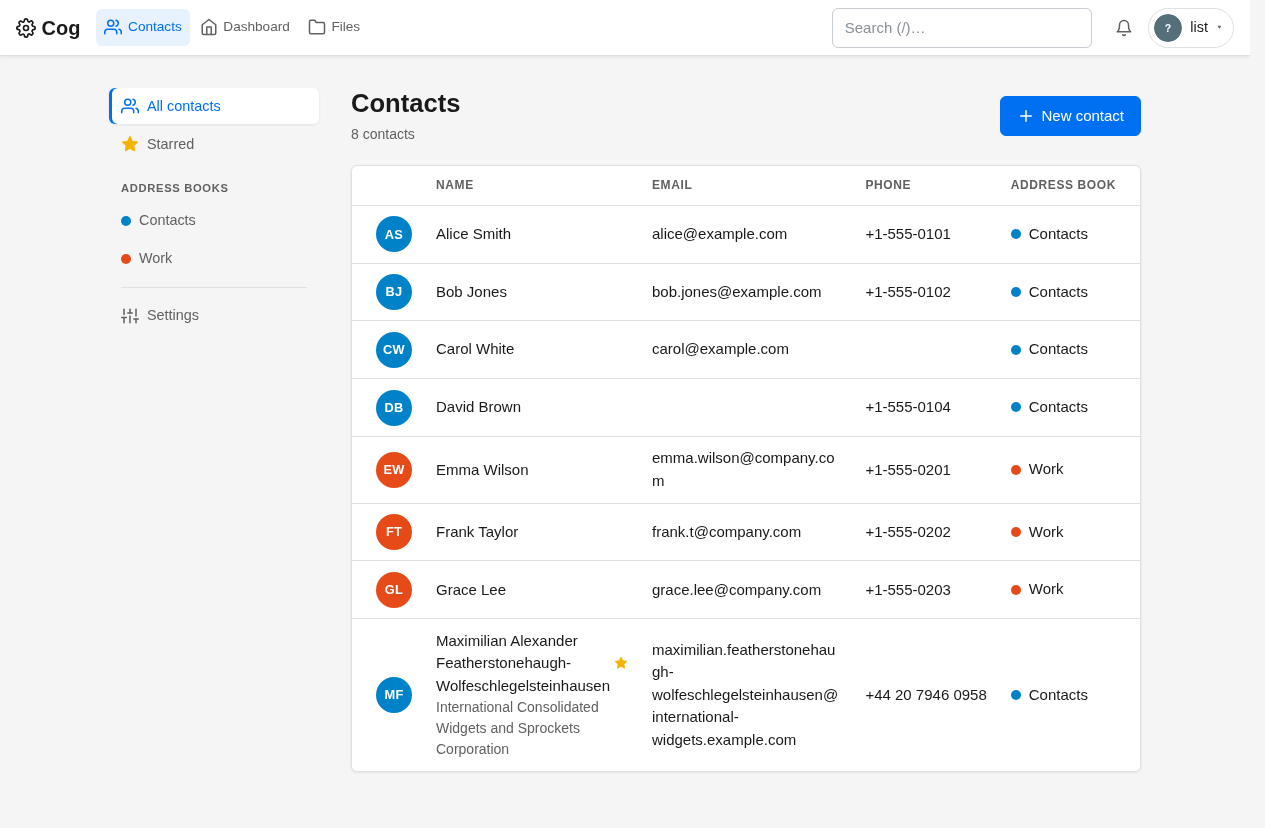 Cog
Contacts
Dashboard
Files
Search (/)…
?
list
All contacts
Starred
ADDRESS BOOKS
Contacts
Work
Settings
Contacts
8 contacts
New contact
NAME EMAIL PHONE ADDRESS BOOK
AS Alice Smith alice@example.com +1-555-0101 Contacts
BJ Bob Jones bob.jones@example.com +1-555-0102 Contacts
CW Carol White carol@example.com Contacts
DB David Brown +1-555-0104 Contacts
EW Emma Wilson emma.wilson@company.co
m +1-555-0201 Work
FT Frank Taylor frank.t@company.com +1-555-0202 Work
GL Grace Lee grace.lee@company.com +1-555-0203 Work
MF
Maximilian Alexander
Featherstonehaugh-
Wolfeschlegelsteinhausen
International Consolidated
Widgets and Sprockets
Corporation
maximilian.featherstonehau
gh-
wolfeschlegelsteinhausen@
international-
widgets.example.com
+44 20 7946 0958
Contacts